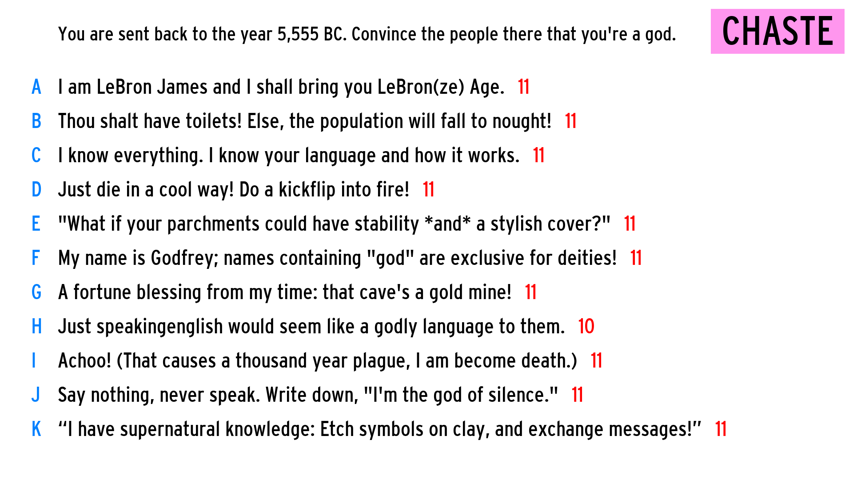 You are sent back to the year 5,555 BC. Convince the people there that you're a god.
CHASTE
A I am LeBron James and I shall bring you LeBron(ze) Age. 11
B Thou shalt have toilets! Else, the population will fall to nought! 11
C I know everything. I know your language and how it works. 11
D Just die in a cool way! Do a kickflip into fire! 11
E "What if your parchments could have stability *and* a stylish cover?" 11
F My name is Godfrey; names containing "god" are exclusive for deities! 11
G A fortune blessing from my time: that cave's a gold mine! 11
H Just speakingenglish would seem like a godly language to them. 10
I Achoo! (That causes a thousand year plague, I am become death.) 11
J Say nothing, never speak. Write down, "I'm the god of silence." 11
K “I have supernatural knowledge: Etch symbols on clay, and exchange messages!” 11